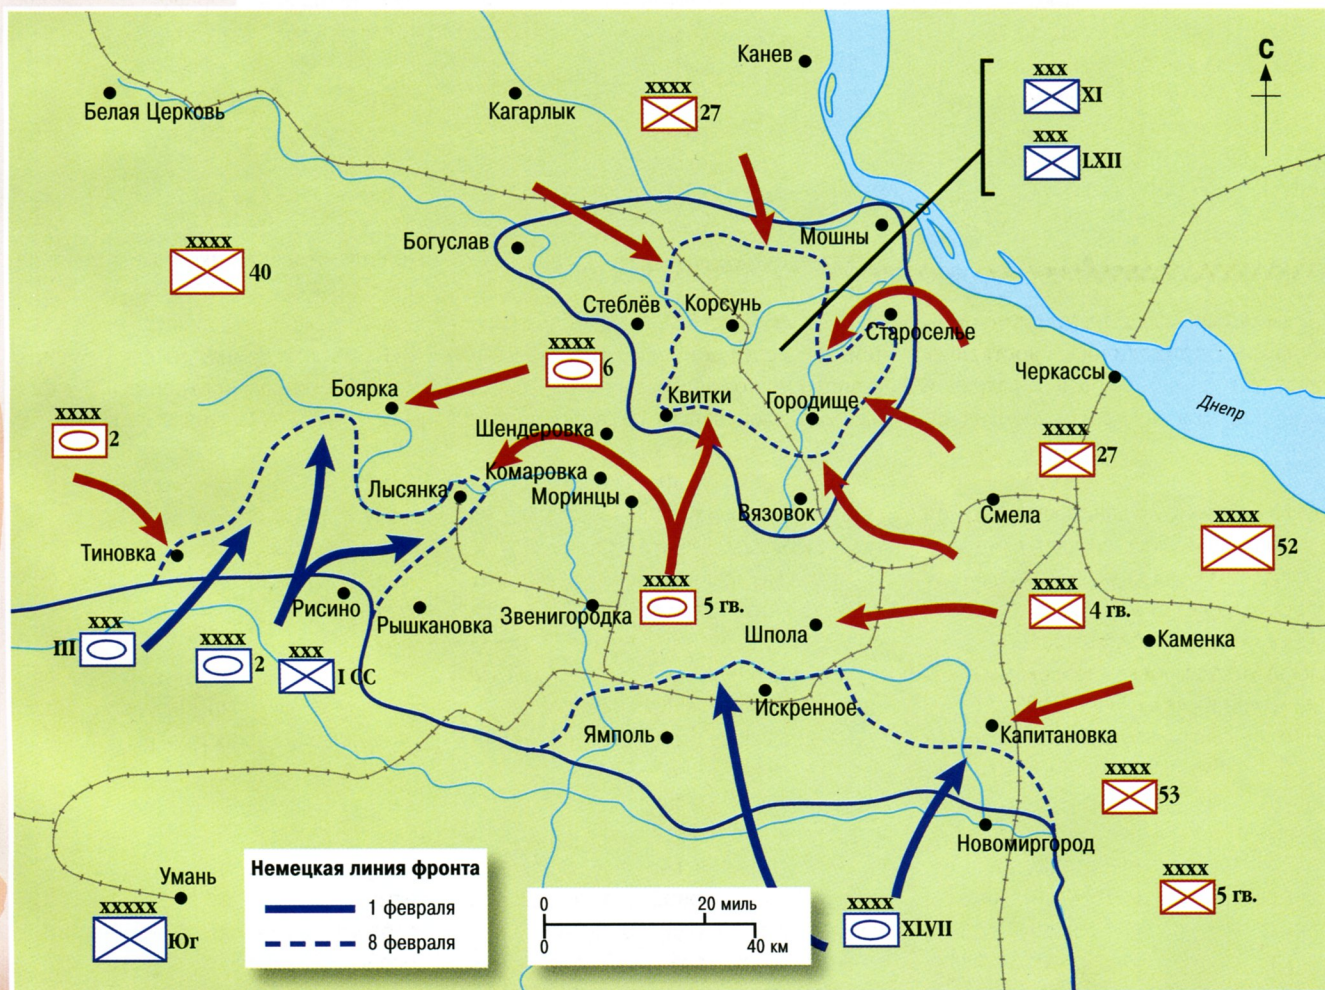 С
Канев
XXX
XI
XXX
LXII
Белая Церковь
Кагарлык
XXXX
27
Богуслав
Мошны
XXXX
40
Стеблёв
Корсунь
Староселье
XXXX
6
Черкассы
Днепр
Боярка
Квитки
Городище
XXXX
2
Шендеровка
XXXX
27
Комаровка
Лысянка
Моринцы
Вязовок
Смела
XXXX
52
Тиновка
XXXX
5 гв.
XXXX
4 гв.
Рисино
Рышкановка
Звенигородка
Шпола
Каменка
XXX
III
XXXX
2
XXX
I СС
Искренное
Ямполь
Капитановка
XXXX
53
Новомиргород
Умань
XXXXX
Юг
XXXX
XLVII
XXXX
5 гв.
Немецкая линия фронта
1 февраля
8 февраля
0 20 миль
0 40 км